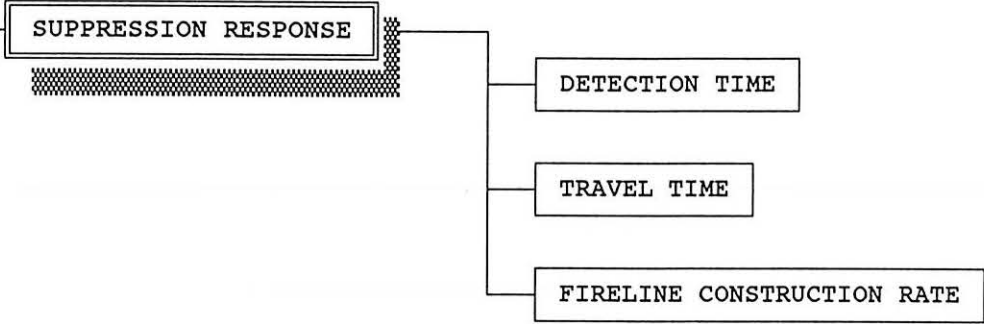 SUPPRESSION RESPONSE
DETECTION TIME
TRAVEL TIME
FIRELINE CONSTRUCTION RATE